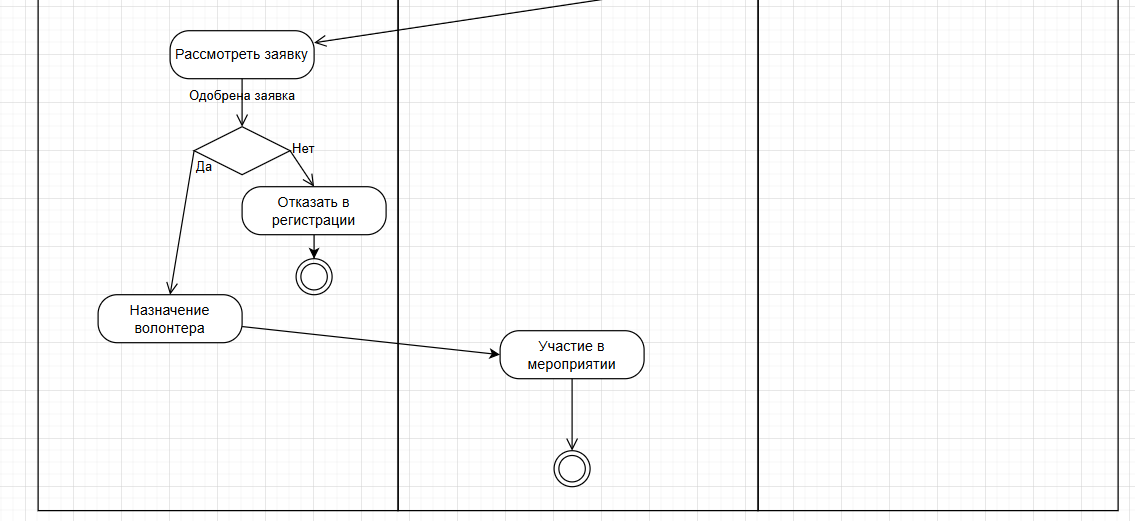 Рассмотреть заявку
Одобрена заявка
Нет
Да
Отказать в
регистрации
Назначение
волонтера
Участие в
мероприятии